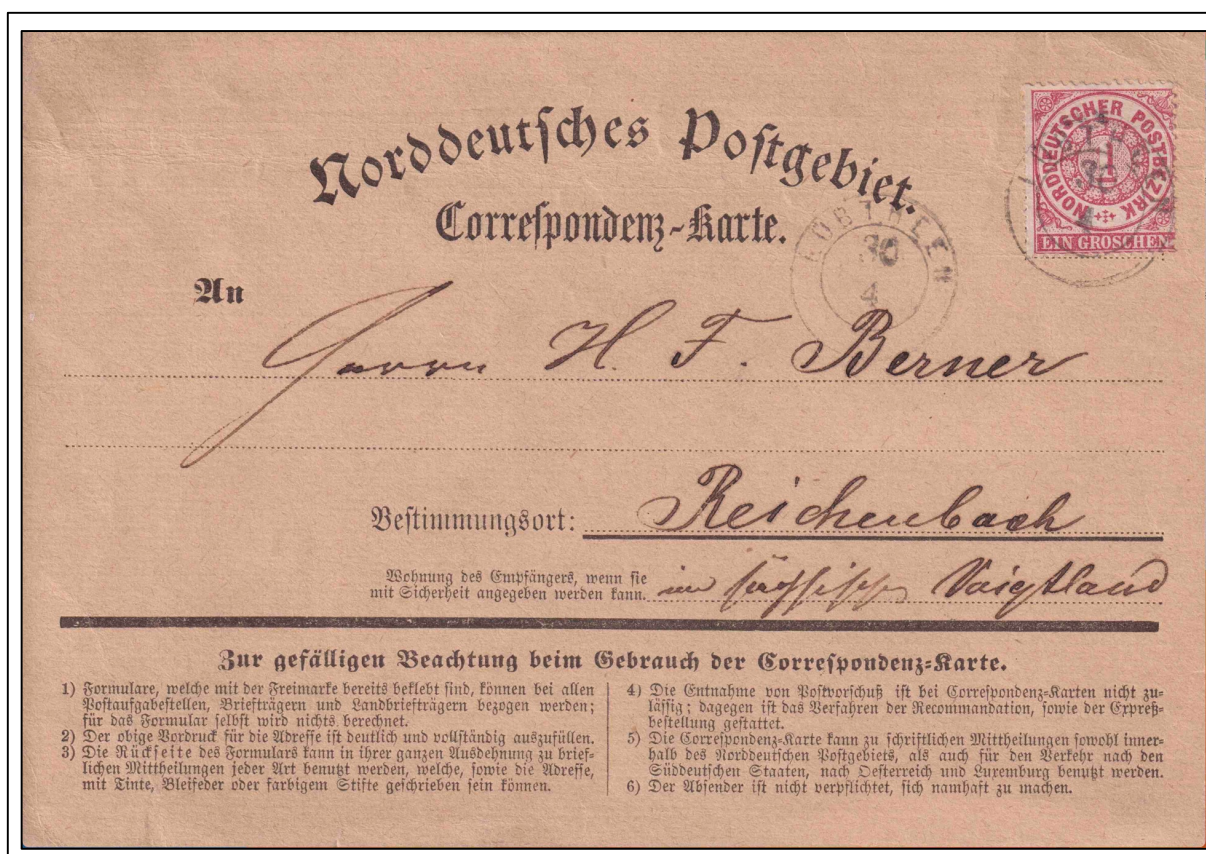 Norddeutsches Postgebiet.
Correspondenz-Karte.
NORDDEUTSCHER POSTBEZIRK
1
EIN GROSCHEN
30
4
An
Herrn H. F. Berner
Bestimmungsort: Reichenbach
Wohnung des Empfängers, wenn sie
mit Sicherheit angegeben werden kann. im sächsischen Voigtland
Zur gefälligen Beachtung beim Gebrauch der Correspondenz-Karte.
1) Formulare, welche mit der Freimarke bereits beklebt sind, können bei allen
Postaufgabestellen, Briefträgern und Landbriefträgern bezogen werden;
für das Formular selbst wird nichts berechnet.
2) Der obige Vordruck für die Adresse ist deutlich und vollständig auszufüllen.
3) Die Rückseite des Formulars kann in ihrer ganzen Ausdehnung zu brief-
lichen Mittheilungen jeder Art benutzt werden, welche, sowie die Adresse,
mit Tinte, Bleifeder oder farbigem Stifte geschrieben sein können.
4) Die Entnahme von Postvorschuß ist bei Correspondenz-Karten nicht zu-
lässig; dagegen ist das Verfahren der Recommandation, sowie der Expreß-
bestellung gestattet.
5) Die Correspondenz-Karte kann zu schriftlichen Mittheilungen sowohl inner-
halb des Norddeutschen Postgebiets, als auch für den Verkehr nach den
Süddeutschen Staaten, nach Oesterreich und Luxemburg benutzt werden.
6) Der Absender ist nicht verpflichtet, sich namhaft zu machen.